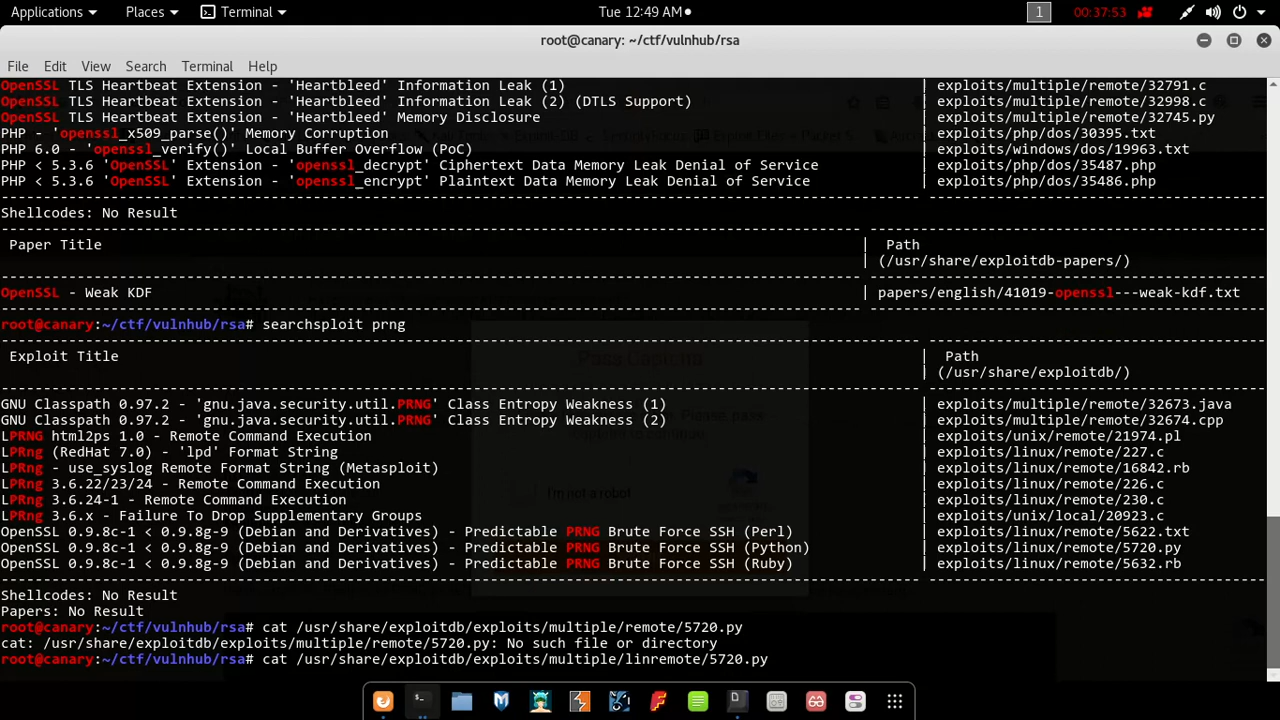 Applications Places Terminal Tue 12:49 AM 1 00:37:53
root@canary: ~/ctf/vulnhub/rsa
File Edit View Search Terminal Help
OpenSSL TLS Heartbeat Extension - 'Heartbleed' Information Leak (1) | exploits/multiple/remote/32791.c
OpenSSL TLS Heartbeat Extension - 'Heartbleed' Information Leak (2) (DTLS Support) | exploits/multiple/remote/32998.c
OpenSSL TLS Heartbeat Extension - 'Heartbleed' Memory Disclosure | exploits/multiple/remote/32745.py
PHP - 'openssl_x509_parse()' Memory Corruption | exploits/php/dos/30395.txt
PHP 6.0 - 'openssl_verify()' Local Buffer Overflow (PoC) | exploits/windows/dos/19963.txt
PHP < 5.3.6 'OpenSSL' Extension - 'openssl_decrypt' Ciphertext Data Memory Leak Denial of Service | exploits/php/dos/35487.php
PHP < 5.3.6 'OpenSSL' Extension - 'openssl_encrypt' Plaintext Data Memory Leak Denial of Service | exploits/php/dos/35486.php
Shellcodes: No Result
Paper Title | Path
| (/usr/share/exploitdb-papers/)
OpenSSL - Weak KDF | papers/english/41019-openssl---weak-kdf.txt
root@canary:~/ctf/vulnhub/rsa# searchsploit prng
Exploit Title | Path
| (/usr/share/exploitdb/)
GNU Classpath 0.97.2 - 'gnu.java.security.util.PRNG' Class Entropy Weakness (1) | exploits/multiple/remote/32673.java
GNU Classpath 0.97.2 - 'gnu.java.security.util.PRNG' Class Entropy Weakness (2) | exploits/multiple/remote/32674.cpp
LPRNG html2ps 1.0 - Remote Command Execution | exploits/unix/remote/21974.pl
LPRng (RedHat 7.0) - 'lpd' Format String | exploits/linux/remote/227.c
LPRng - use_syslog Remote Format String (Metasploit) | exploits/linux/remote/16842.rb
LPRng 3.6.22/23/24 - Remote Command Execution | exploits/linux/remote/226.c
LPRng 3.6.24-1 - Remote Command Execution | exploits/linux/remote/230.c
LPRng 3.6.x - Failure To Drop Supplementary Groups | exploits/unix/local/20923.c
OpenSSL 0.9.8c-1 < 0.9.8g-9 (Debian and Derivatives) - Predictable PRNG Brute Force SSH (Perl) | exploits/linux/remote/5622.txt
OpenSSL 0.9.8c-1 < 0.9.8g-9 (Debian and Derivatives) - Predictable PRNG Brute Force SSH (Python) | exploits/linux/remote/5720.py
OpenSSL 0.9.8c-1 < 0.9.8g-9 (Debian and Derivatives) - Predictable PRNG Brute Force SSH (Ruby) | exploits/linux/remote/5632.rb
Shellcodes: No Result
Papers: No Result
root@canary:~/ctf/vulnhub/rsa# cat /usr/share/exploitdb/exploits/multiple/remote/5720.py
cat: /usr/share/exploitdb/exploits/multiple/remote/5720.py: No such file or directory
root@canary:~/ctf/vulnhub/rsa# cat /usr/share/exploitdb/exploits/multiple/linremote/5720.py
Pass Captcha
I'm not a robot